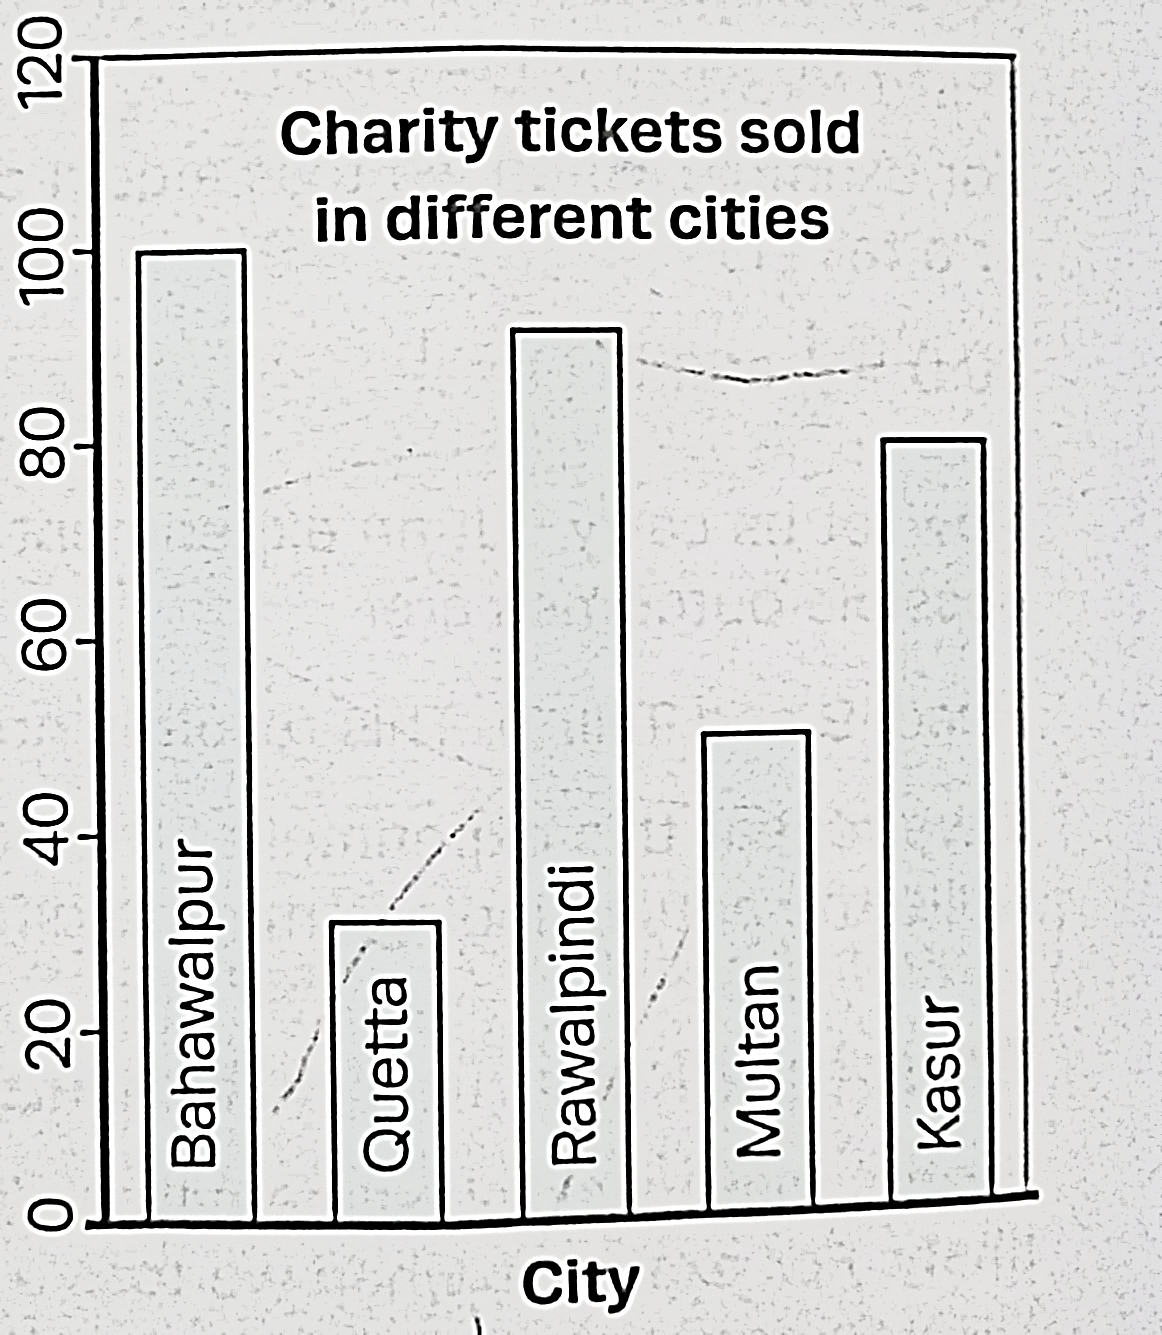 Charity tickets sold
in different cities
120
100
80
60
40
20
0
Bahawalpur
Quetta
Rawalpindi
Multan
Kasur
City